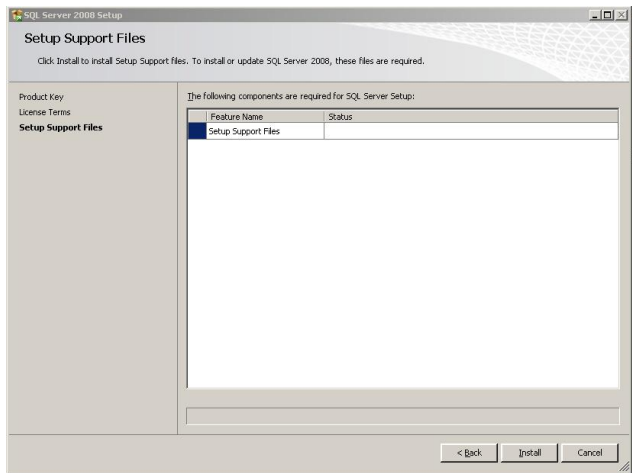 SQL Server 2008 Setup
Setup Support Files
Click Install to install Setup Support files. To install or update SQL Server 2008, these files are required.
Product Key
License Terms
Setup Support Files
The following components are required for SQL Server Setup:
Feature Name Status
Setup Support Files
< Back Install Cancel